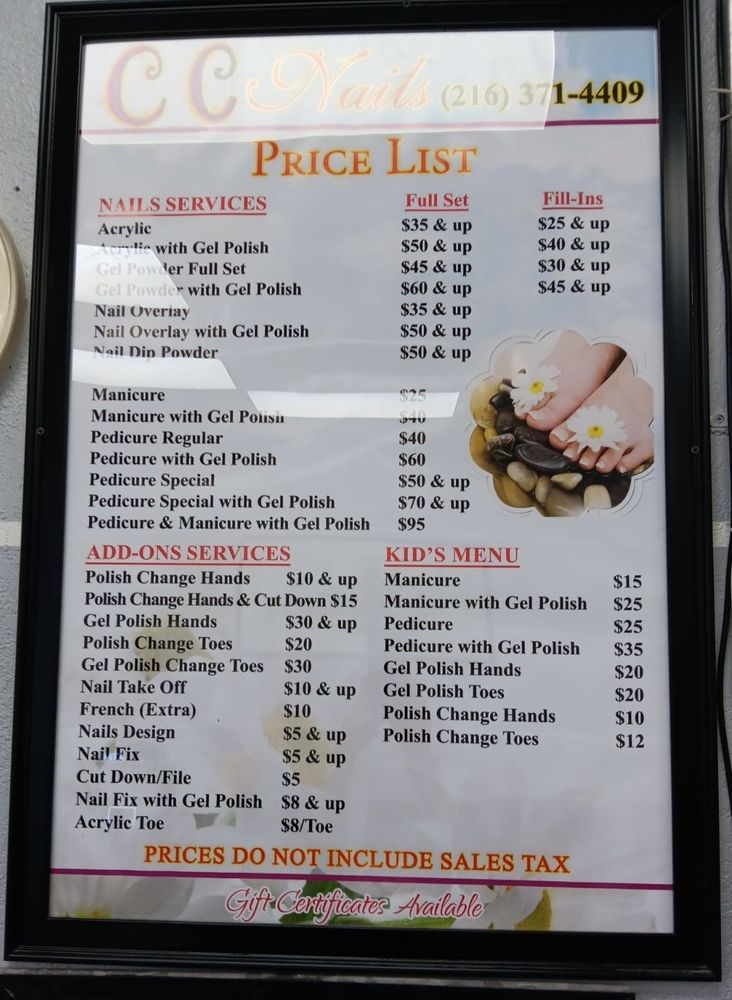 C C Nails (216) 371-4409
PRICE LIST
NAILS SERVICES Full Set Fill-Ins
Acrylic $35 & up $25 & up
Acrylic with Gel Polish $50 & up $40 & up
Gel Powder Full Set $45 & up $30 & up
Gel Powder with Gel Polish $60 & up $45 & up
Nail Overlay $35 & up
Nail Overlay with Gel Polish $50 & up
Nail Dip Powder $50 & up
Manicure $25
Manicure with Gel Polish $40
Pedicure Regular $40
Pedicure with Gel Polish $60
Pedicure Special $50 & up
Pedicure Special with Gel Polish $70 & up
Pedicure & Manicure with Gel Polish $95
ADD-ONS SERVICES
Polish Change Hands $10 & up
Polish Change Hands & Cut Down $15
Gel Polish Hands $30 & up
Polish Change Toes $20
Gel Polish Change Toes $30
Nail Take Off $10 & up
French (Extra) $10
Nails Design $5 & up
Nail Fix $5 & up
Cut Down/File $5
Nail Fix with Gel Polish $8 & up
Acrylic Toe $8/Toe
KID'S MENU
Manicure $15
Manicure with Gel Polish $25
Pedicure $25
Pedicure with Gel Polish $35
Gel Polish Hands $20
Gel Polish Toes $20
Polish Change Hands $10
Polish Change Toes $12
PRICES DO NOT INCLUDE SALES TAX
Gift Certificates Available